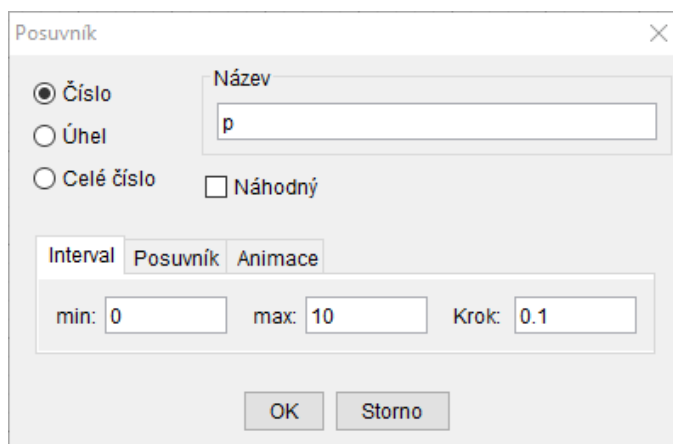 Posuvník
Číslo
Úhel
Celé číslo
Název
p
Náhodný
Interval Posuvník Animace
min: 0 max: 10 Krok: 0.1
OK Storno